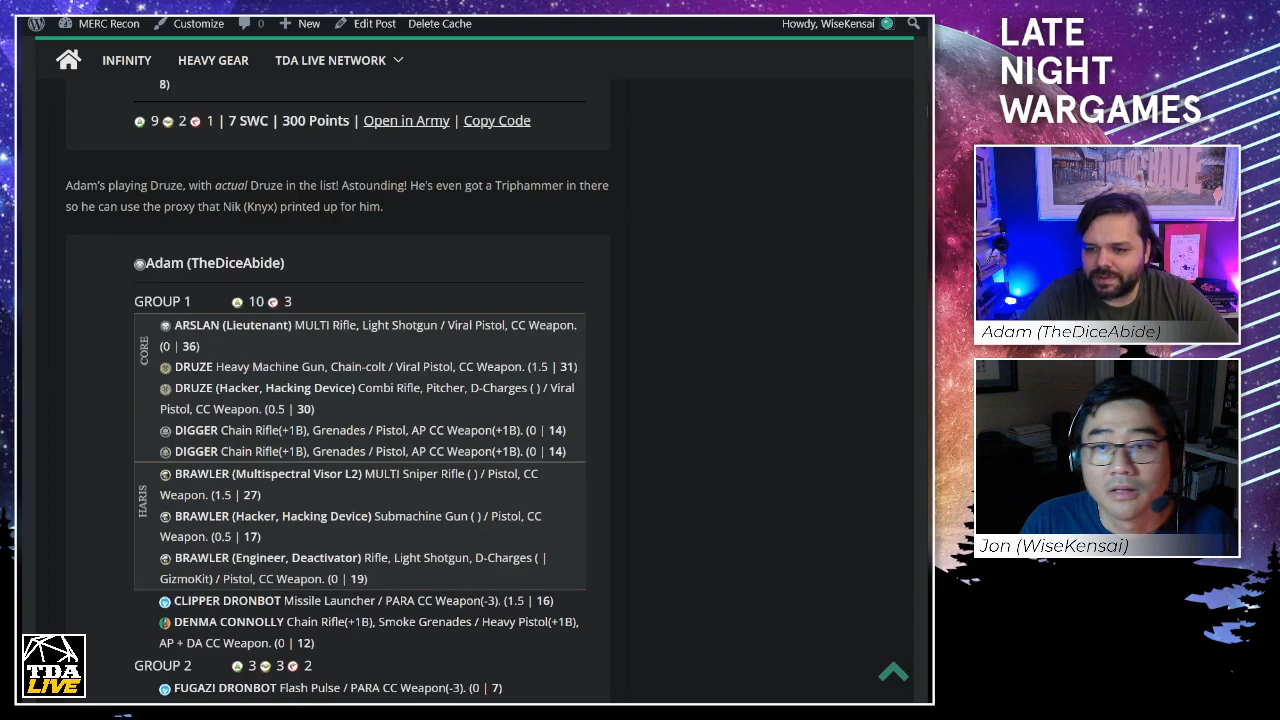 MERC Recon Customize 0 New Edit Post Delete Cache Howdy, WiseKensai
INFINITY HEAVY GEAR TDA LIVE NETWORK
8)
9 2 1 | 7 SWC | 300 Points | Open in Army | Copy Code
Adam's playing Druze, with actual Druze in the list! Astounding! He's even got a Triphammer in there
so he can use the proxy that Nik (Knyx) printed up for him.
Adam (TheDiceAbide)
GROUP 1 10 3
CORE
ARSLAN (Lieutenant) MULTI Rifle, Light Shotgun / Viral Pistol, CC Weapon.
(0 | 36)
DRUZE Heavy Machine Gun, Chain-colt / Viral Pistol, CC Weapon. (1.5 | 31)
DRUZE (Hacker, Hacking Device) Combi Rifle, Pitcher, D-Charges ( ) / Viral
Pistol, CC Weapon. (0.5 | 30)
DIGGER Chain Rifle(+1B), Grenades / Pistol, AP CC Weapon(+1B). (0 | 14)
DIGGER Chain Rifle(+1B), Grenades / Pistol, AP CC Weapon(+1B). (0 | 14)
HARIS
BRAWLER (Multispectral Visor L2) MULTI Sniper Rifle ( ) / Pistol, CC
Weapon. (1.5 | 27)
BRAWLER (Hacker, Hacking Device) Submachine Gun ( ) / Pistol, CC
Weapon. (0.5 | 17)
BRAWLER (Engineer, Deactivator) Rifle, Light Shotgun, D-Charges ( |
GizmoKit) / Pistol, CC Weapon. (0 | 19)
CLIPPER DRONBOT Missile Launcher / PARA CC Weapon(-3). (1.5 | 16)
DENMA CONNOLLY Chain Rifle(+1B), Smoke Grenades / Heavy Pistol(+1B),
AP + DA CC Weapon. (0 | 12)
GROUP 2 3 3 2
FUGAZI DRONBOT Flash Pulse / PARA CC Weapon(-3). (0 | 7)
TDA
LIVE
LATE
NIGHT
WARGAMES
Adam (TheDiceAbide)
Jon (WiseKensai)